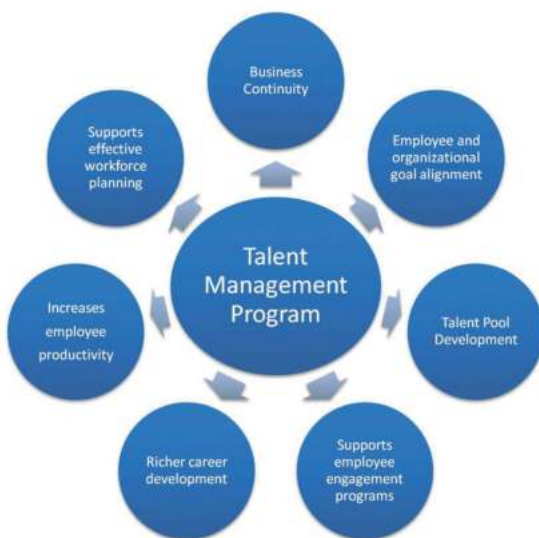 Business
Continuity
Supports
effective
workforce
planning
Employee and
organizational
goal alignment
Talent
Management
Program
Increases
employee
productivity
Talent Pool
Development
Richer career
development
Supports
employee
engagement
programs